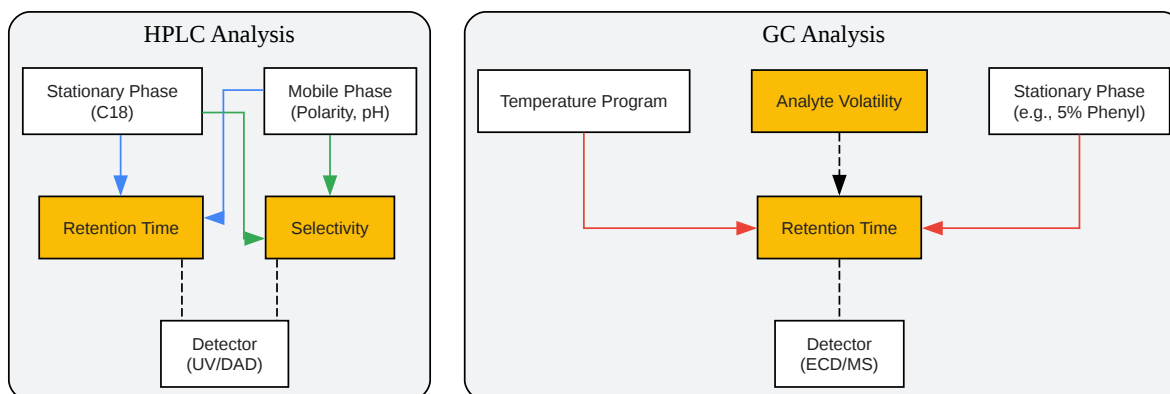 HPLC Analysis
Stationary Phase
(C18)
Mobile Phase
(Polarity, pH)
Retention Time
Selectivity
Detector
(UV/DAD)
GC Analysis
Temperature Program
Analyte Volatility
Stationary Phase
(e.g., 5% Phenyl)
Retention Time
Detector
(ECD/MS)